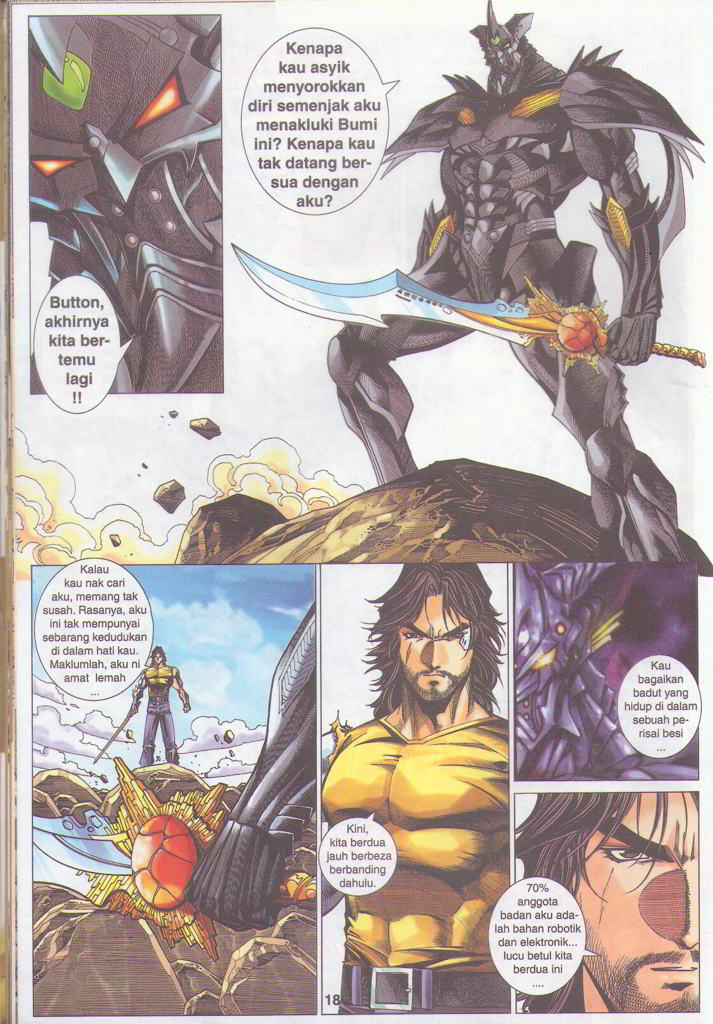 Kenapa
kau asyik
menyorokkan
diri semenjak aku
menakluki Bumi
ini? Kenapa kau
tak datang ber-
sua dengan
aku?
Button,
akhirnya
kita ber-
temu
lagi
!!
Kalau
kau nak cari
aku, memang tak
susah. Rasanya, aku
ini tak mempunyai
sebarang kedudukan
di dalam hati kau.
Maklumlah, aku ni
amat lemah
...
Kini,
kita berdua
jauh berbeza
berbanding
dahulu.
Kau
bagaikan
badut yang
hidup di dalam
sebuah pe-
risai besi
...
70%
anggota
badan aku ada-
lah bahan robotik
dan elektronik...
lucu betul kita
berdua ini
....
18